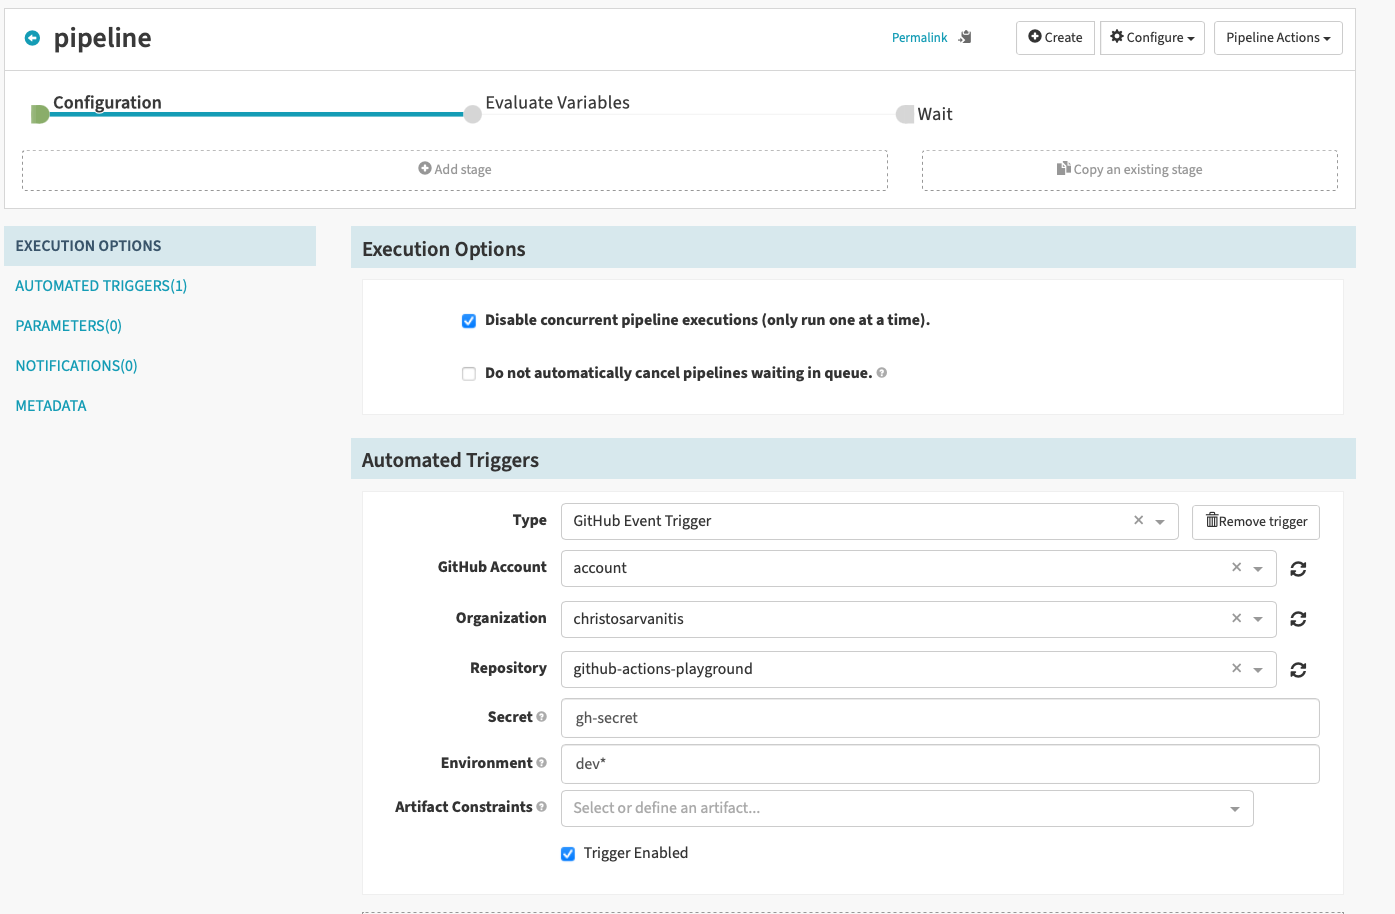 pipeline
Permalink
Create
Configure
Pipeline Actions
Configuration
Evaluate Variables
Wait
Add stage
Copy an existing stage
EXECUTION OPTIONS
AUTOMATED TRIGGERS(1)
PARAMETERS(0)
NOTIFICATIONS(0)
METADATA
Execution Options
Disable concurrent pipeline executions (only run one at a time).
Do not automatically cancel pipelines waiting in queue. ?
Automated Triggers
Type GitHub Event Trigger × Remove trigger
GitHub Account account ×
Organization christosarvanitis ×
Repository github-actions-playground ×
Secret ? gh-secret
Environment ? dev*
Artifact Constraints ? Select or define an artifact...
Trigger Enabled